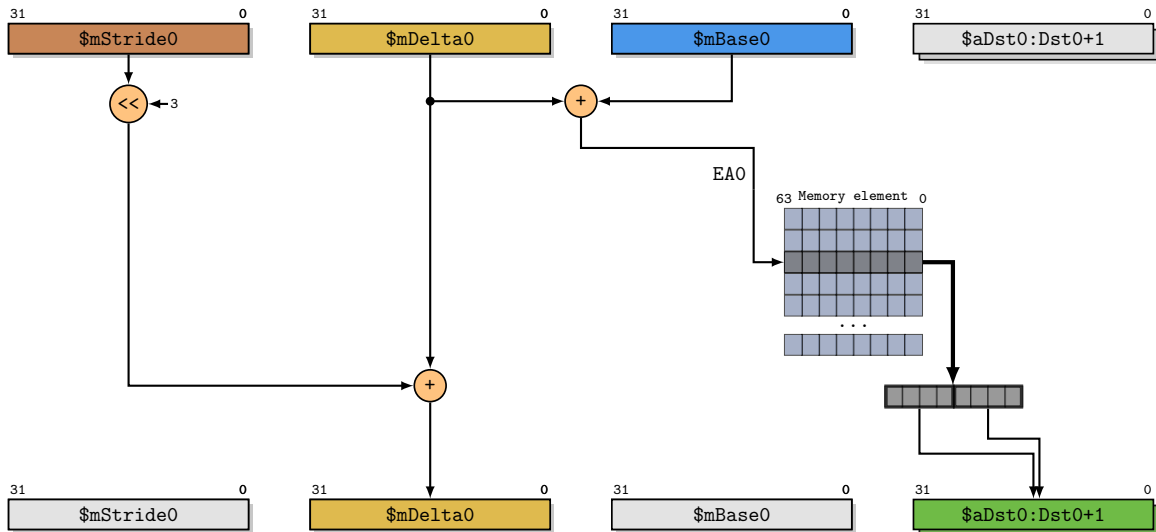 31 0 31 0 31 0 31 0
$mStride0 $mDelta0 $mBase0 $aDst0:Dst0+1
<< 3 +
EA0
63 Memory element 0
...
+
31 0 31 0 31 0 31 0
$mStride0 $mDelta0 $mBase0 $aDst0:Dst0+1